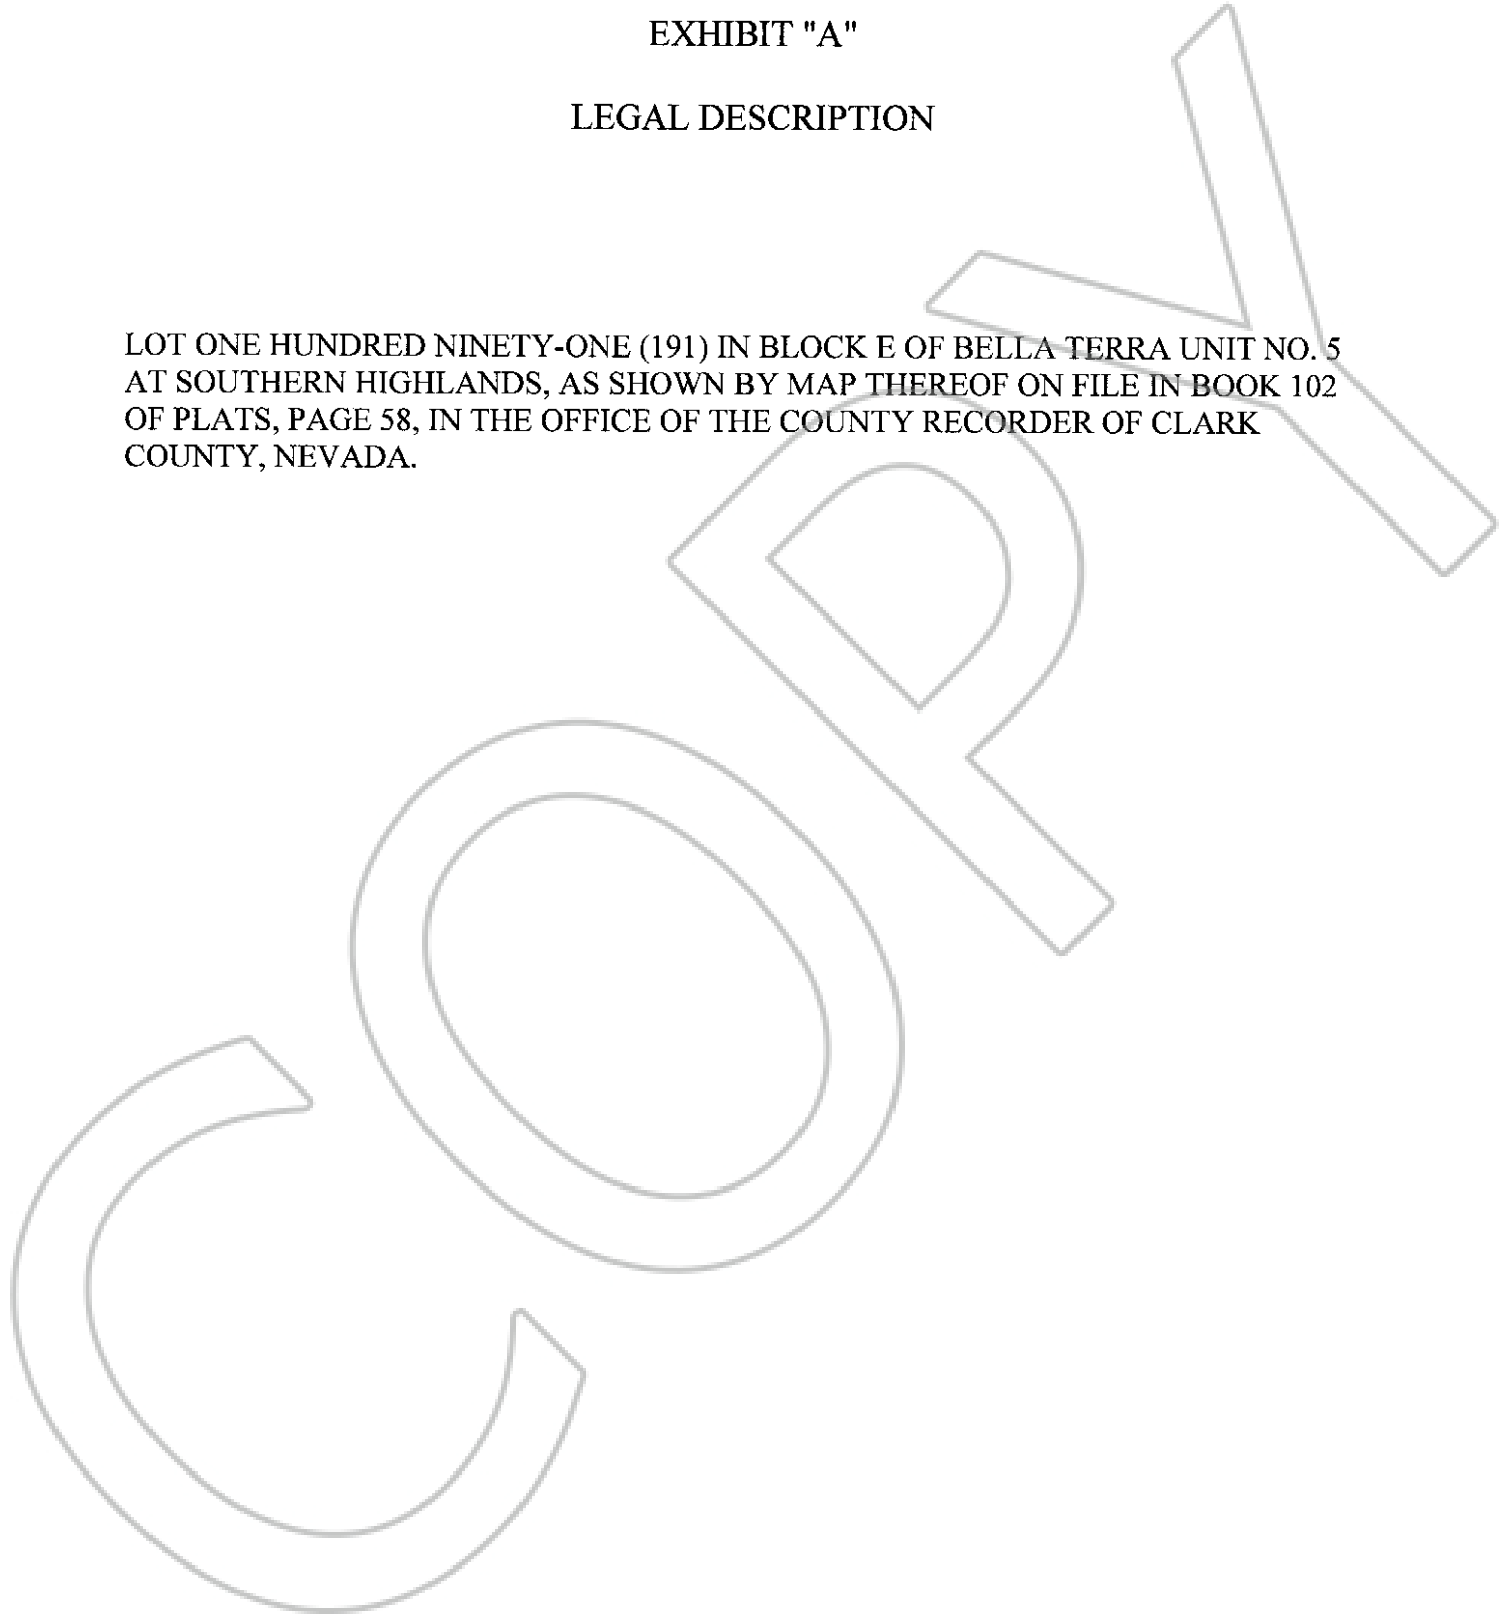 EXHIBIT "A"
LEGAL DESCRIPTION
LOT ONE HUNDRED NINETY-ONE (191) IN BLOCK E OF BELLA TERRA UNIT NO. 5
AT SOUTHERN HIGHLANDS, AS SHOWN BY MAP THEREOF ON FILE IN BOOK 102
OF PLATS, PAGE 58, IN THE OFFICE OF THE COUNTY RECORDER OF CLARK
COUNTY, NEVADA.
COPY